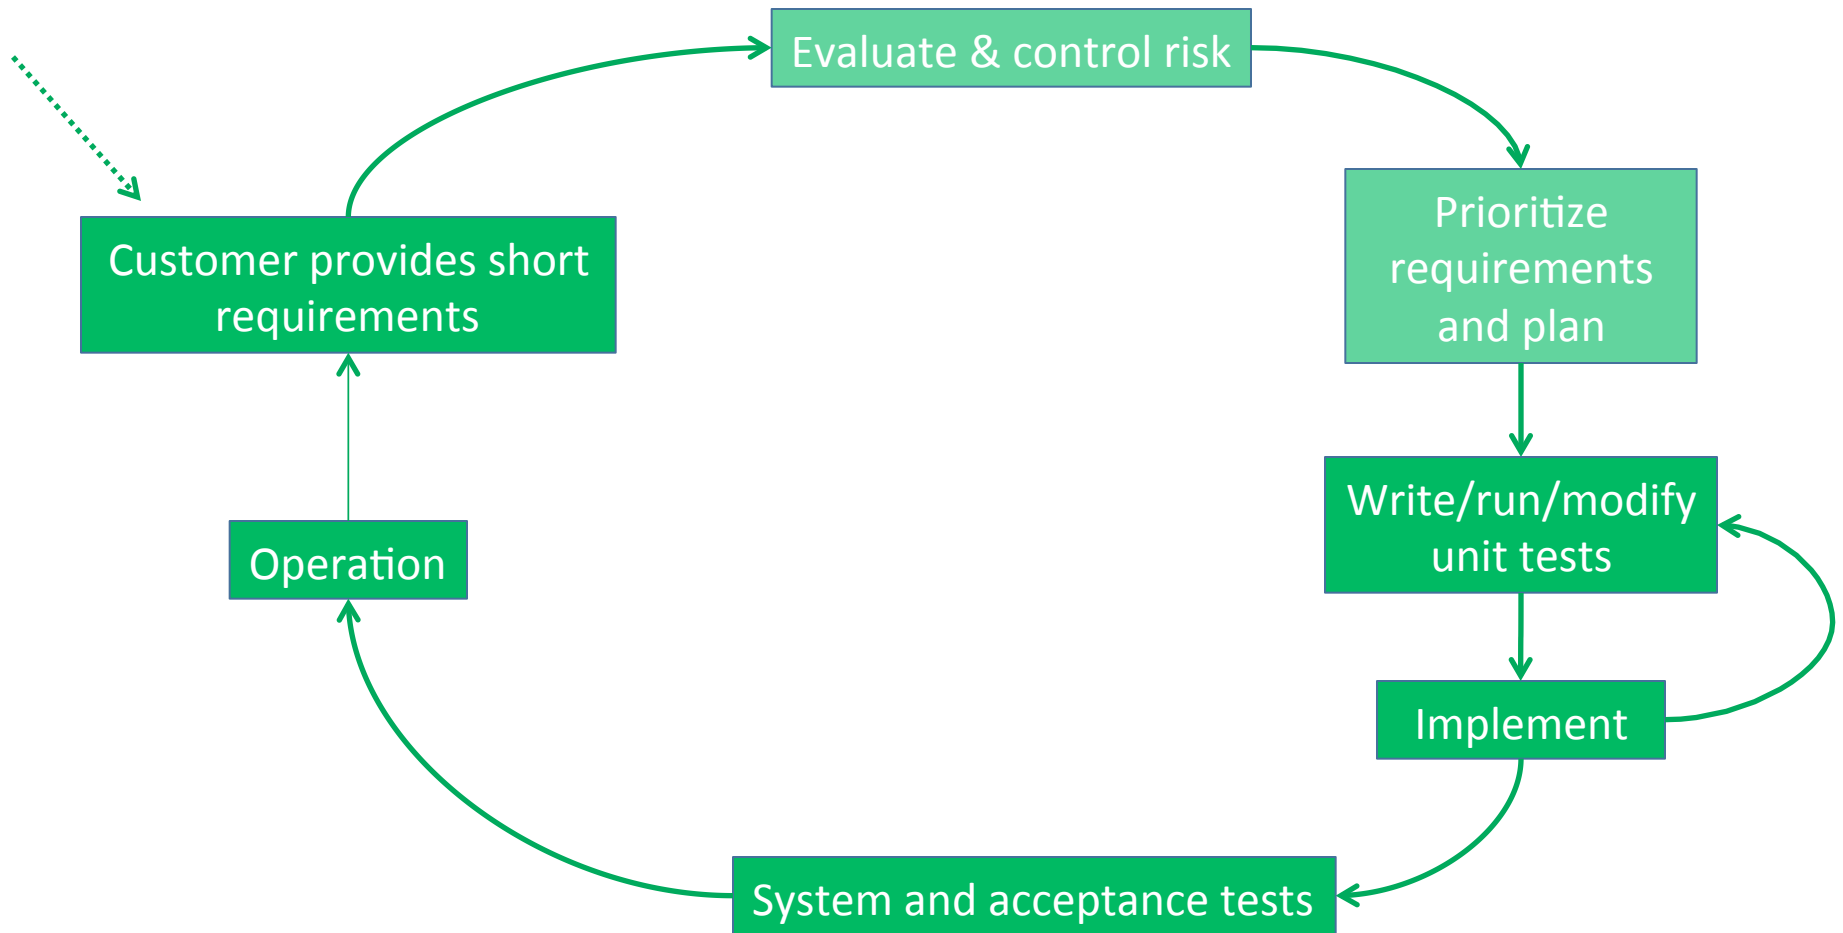 Evaluate & control risk
Prioritize
requirements
and plan
Customer provides short
requirements
Write/run/modify
unit tests
Operation
Implement
System and acceptance tests